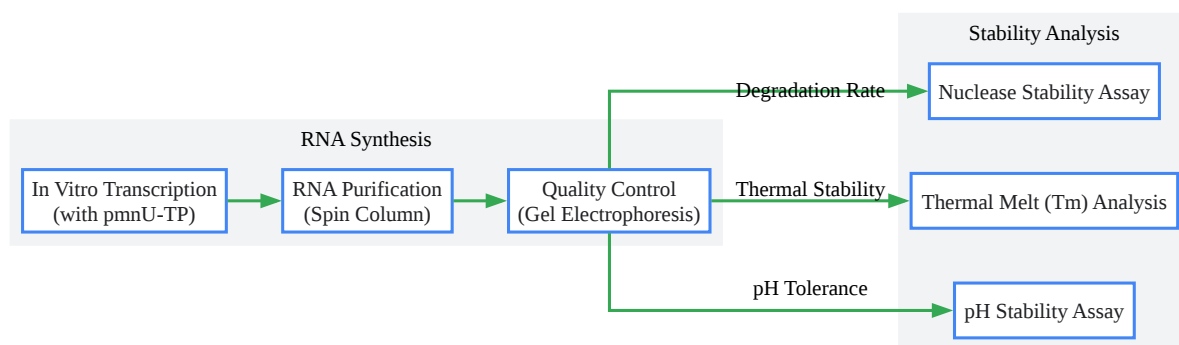 RNA Synthesis
In Vitro Transcription
(with pmnU-TP)
RNA Purification
(Spin Column)
Quality Control
(Gel Electrophoresis)
Degradation Rate
Thermal Stability
pH Tolerance
Stability Analysis
Nuclease Stability Assay
Thermal Melt (Tm) Analysis
pH Stability Assay